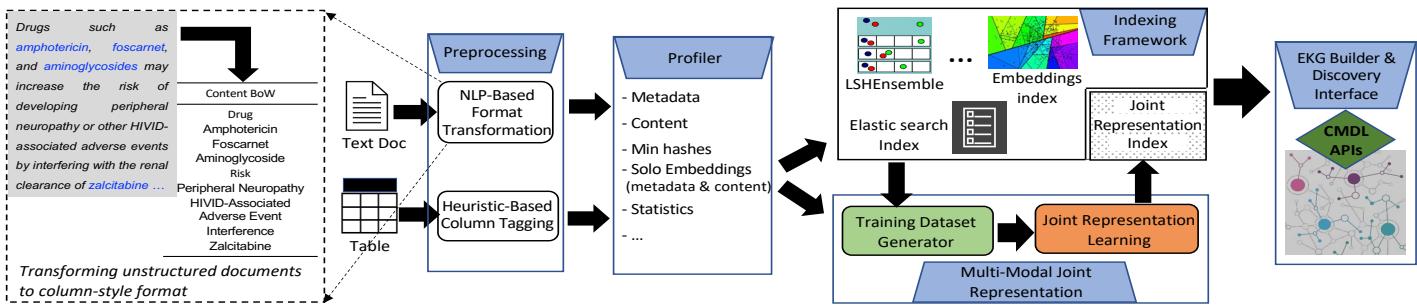 Drugs such as
amphotericin, foscarnet,
and aminoglycosides may
increase the risk of
developing peripheral
neuropathy or other HIVID-
associated adverse events
by interfering with the renal
clearance of zalcitabine ...
Content BoW
Drug
Amphotericin
Foscarnet
Aminoglycoside
Risk
Peripheral Neuropathy
HIVID-Associated
Adverse Event
Interference
Zalcitabine
Transforming unstructured documents
to column-style format
Text Doc
Table
Preprocessing
NLP-Based
Format
Transformation
Heuristic-Based
Column Tagging
Profiler
- Metadata
- Content
- Min hashes
- Solo Embeddings
(metadata & content)
- Statistics
- ...
Indexing
Framework
LSHEnsemble
...
Embeddings
index
Elastic search
Index
Joint
Representation
Index
Training Dataset
Generator
Joint Representation
Learning
Multi-Modal Joint
Representation
EKG Builder &
Discovery
Interface
CMDL
APIs